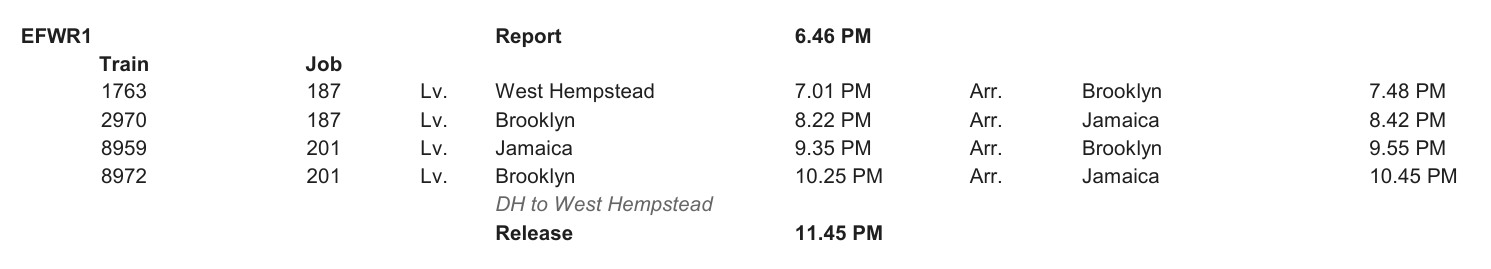 EFWR1 Report 6.46 PM
Train Job
1763 187 Lv. West Hempstead 7.01 PM Arr. Brooklyn 7.48 PM
2970 187 Lv. Brooklyn 8.22 PM Arr. Jamaica 8.42 PM
8959 201 Lv. Jamaica 9.35 PM Arr. Brooklyn 9.55 PM
8972 201 Lv. Brooklyn 10.25 PM Arr. Jamaica 10.45 PM
DH to West Hempstead
Release 11.45 PM